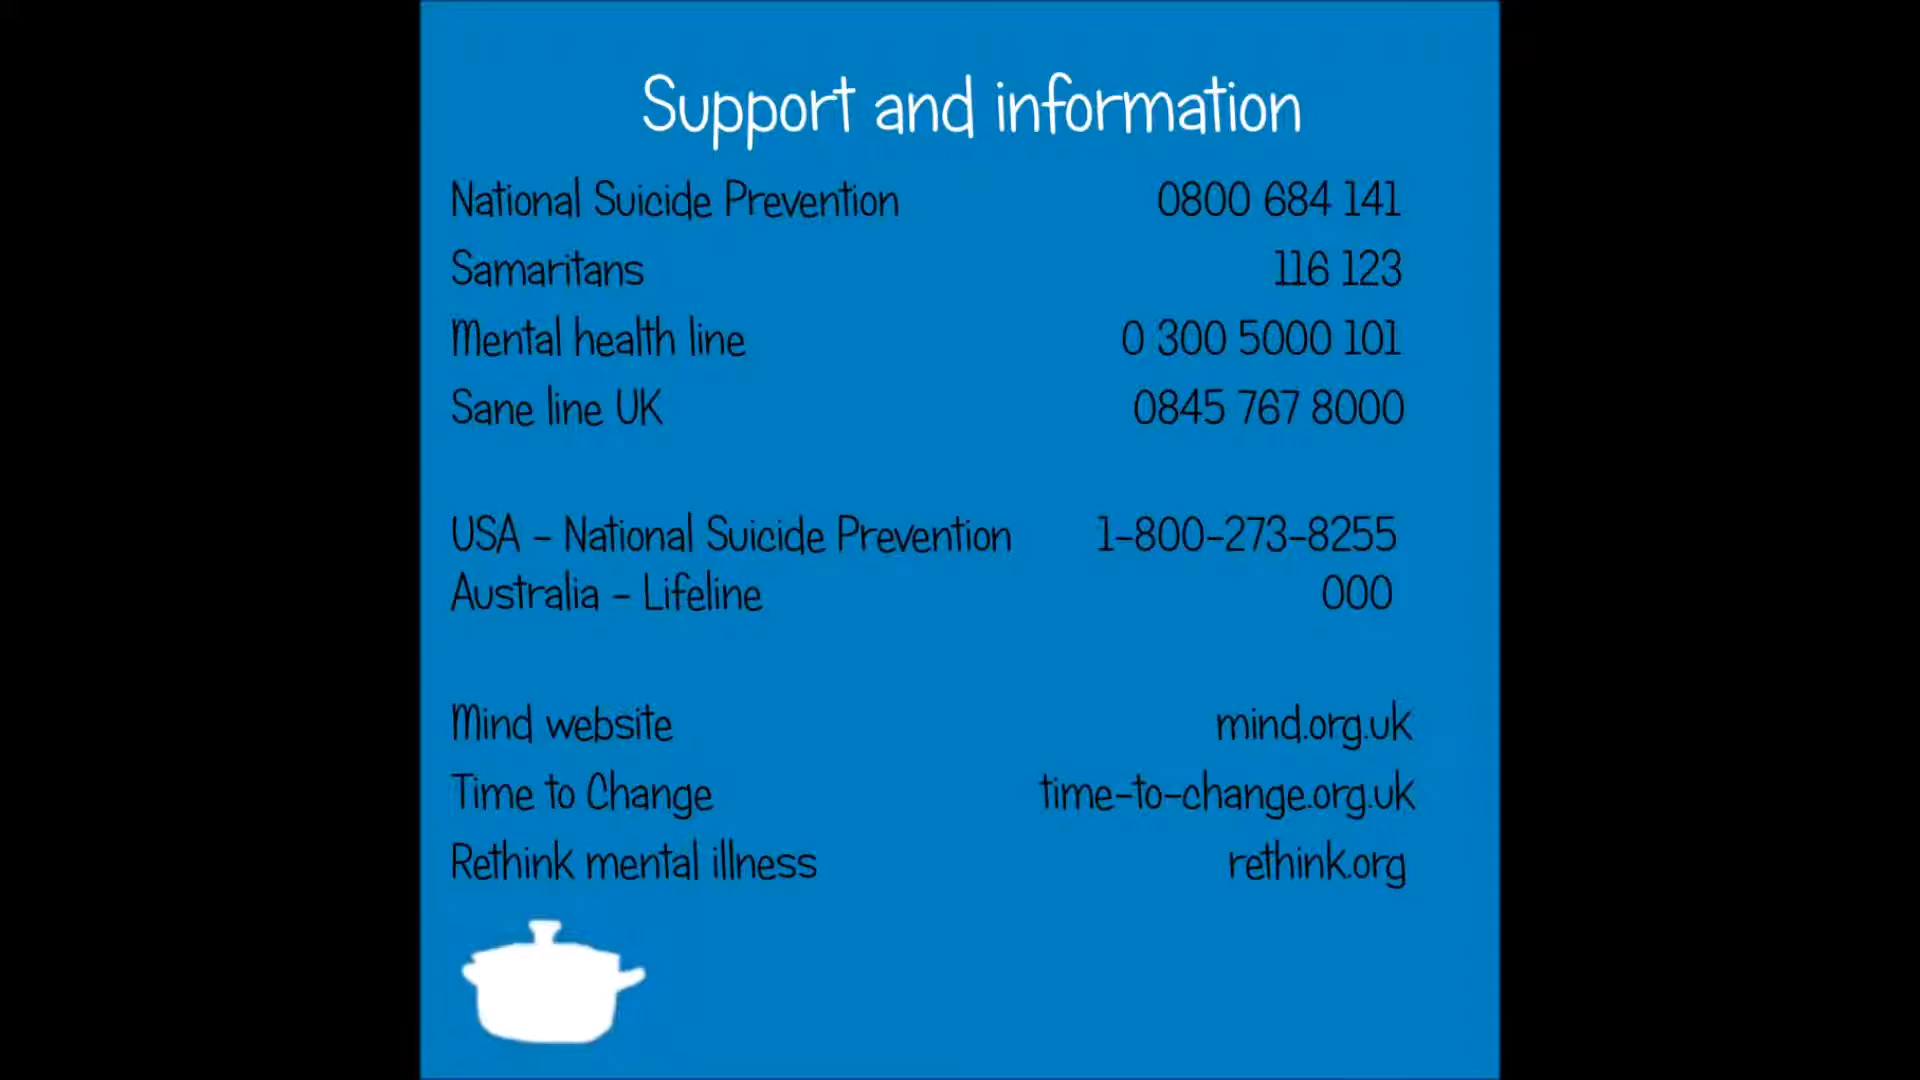 Support and information
National Suicide Prevention 0800 684 141
Samaritans 116 123
Mental health line 0 300 5000 101
Sane line UK 0845 767 8000
USA - National Suicide Prevention 1-800-273-8255
Australia - Lifeline 000
Mind website mind.org.uk
Time to Change time-to-change.org.uk
Rethink mental illness rethink.org